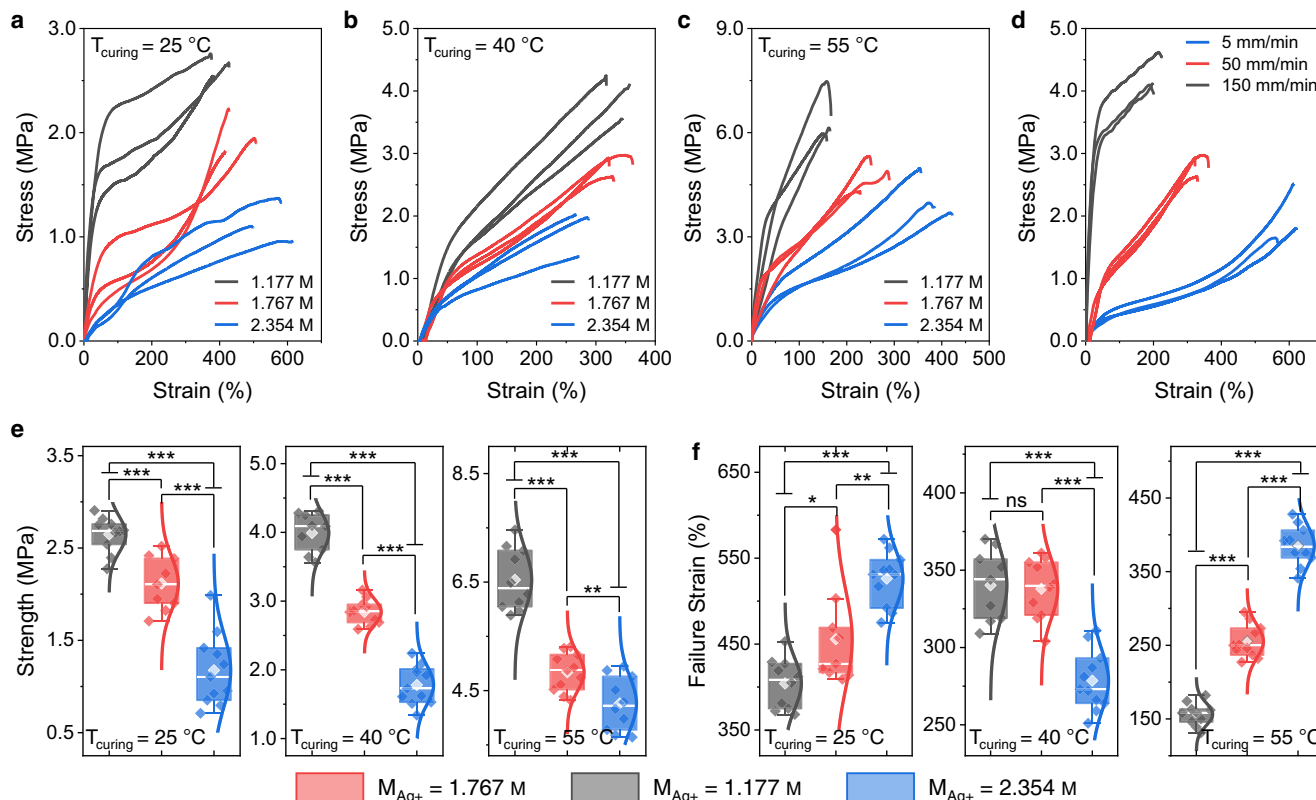 a
b
c
d
T_curing = 25 °C
T_curing = 40 °C
T_curing = 55 °C
5 mm/min
50 mm/min
150 mm/min
Stress (MPa)
3.0
2.0
1.0
0.0
0 200 400 600
Strain (%)
1.177 M
1.767 M
2.354 M
Stress (MPa)
5.0
4.0
3.0
2.0
1.0
0.0
0 100 200 300 400
Strain (%)
1.177 M
1.767 M
2.354 M
Stress (MPa)
9.0
6.0
3.0
0.0
0 100 200 300 400 500
Strain (%)
1.177 M
1.767 M
2.354 M
Stress (MPa)
5.0
4.0
3.0
2.0
1.0
0.0
0 200 400 600
Strain (%)
e
Strength (MPa)
3.5
2.5
1.5
0.5
***
***
***
T_curing = 25 °C
5.0
4.0
3.0
2.0
1.0
***
***
***
T_curing = 40 °C
8.5
6.5
4.5
***
***
**
T_curing = 55 °C
f
Failure Strain (%)
650
550
450
350
***
**
*
T_curing = 25 °C
425
400
350
300
250
***
ns
***
T_curing = 40 °C
550
450
350
250
150
***
***
***
T_curing = 55 °C
M_Ag+ = 1.767 M
M_Ag+ = 1.177 M
M_Ag+ = 2.354 M